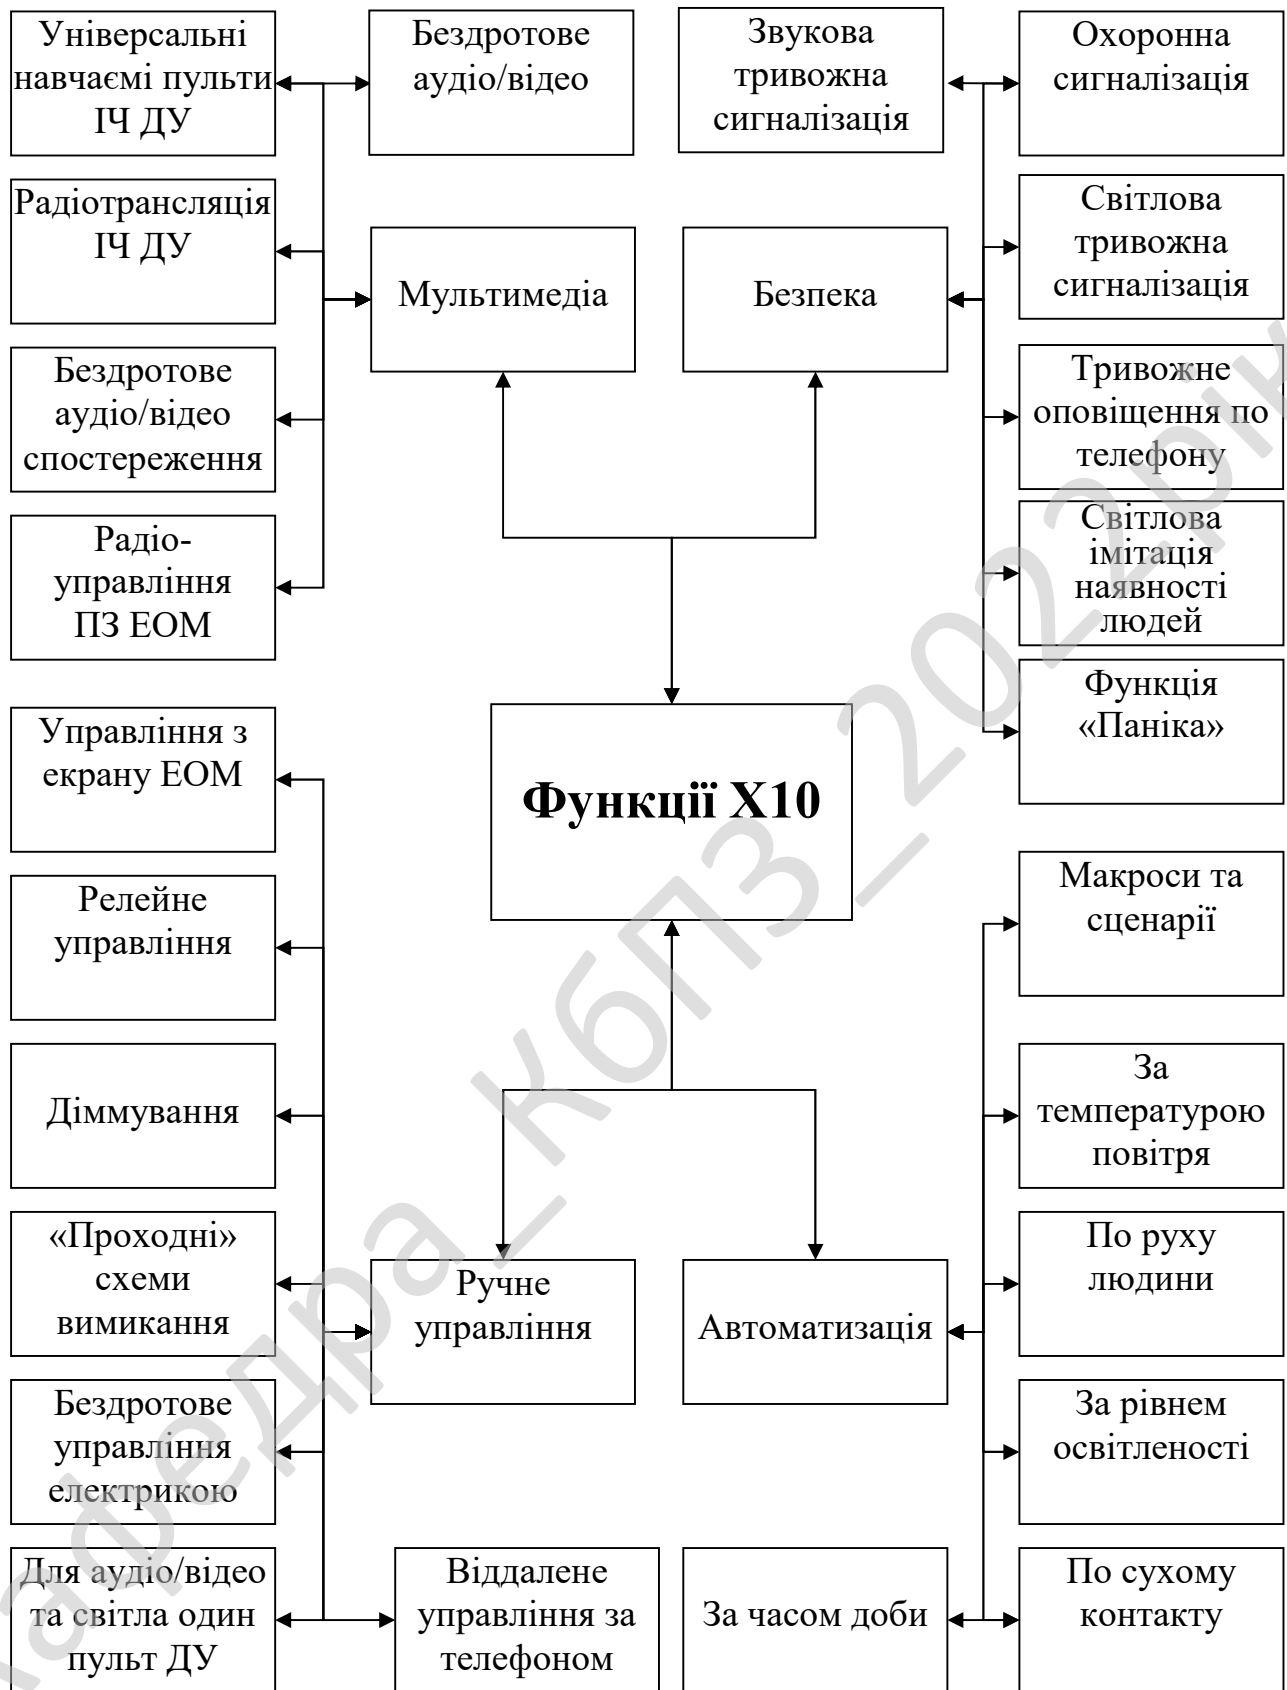 Універсальні
навчаємі пульти
ІЧ ДУ
Бездротове
аудіо/відео
Звукова
тривожна
сигналізація
Охоронна
сигналізація
Радіотрансляція
ІЧ ДУ
Мультимедіа
Безпека
Світлова
тривожна
сигналізація
Бездротове
аудіо/відео
спостереження
Тривожне
оповіщення по
телефону
Радіо-
управління
ПЗ ЕОМ
Світлова
імітація
наявності
людей
Функція
«Паніка»
Управління з
екрану ЕОМ
Функції X10
Макроси та
сценарії
Релейне
управління
Діммування
За
температурою
повітря
«Проходні»
схеми
вимикання
Ручне
управління
Автоматизація
По руху
людини
Бездротове
управління
електрикою
За рівнем
освітленості
Для аудіо/відео
та світла один
пульт ДУ
Віддалене
управління за
телефоном
За часом доби
По сухому
контакту
кафедра_КбПЗ_2022рік